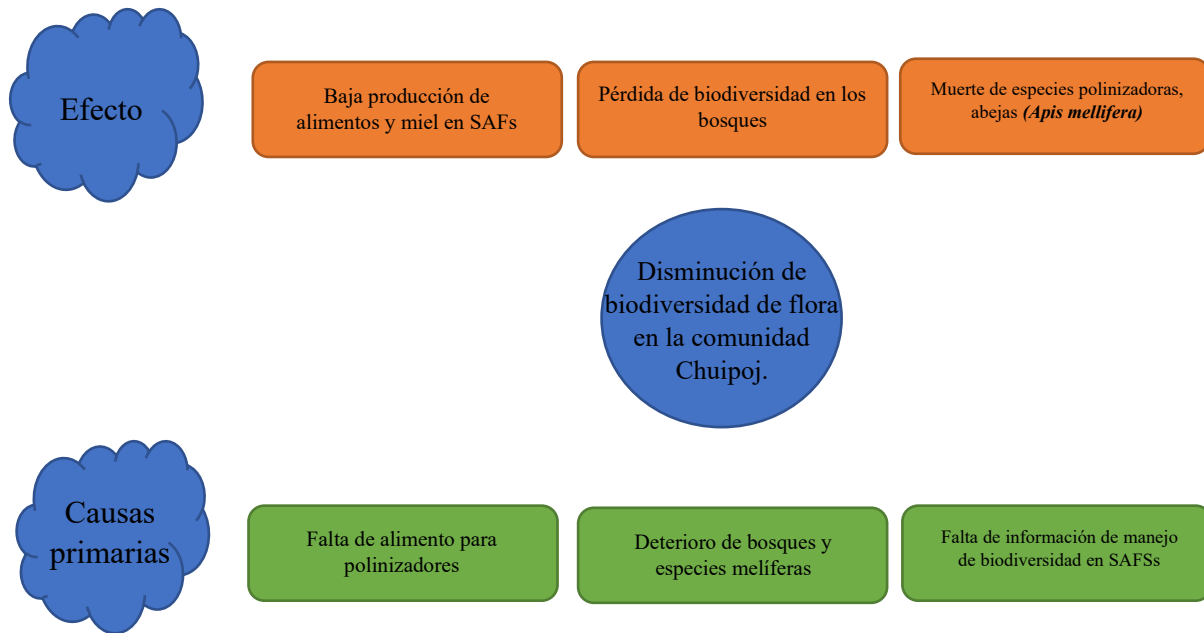 Efecto
Baja producción de
alimentos y miel en SAFs
Pérdida de biodiversidad en los
bosques
Muerte de especies polinizadoras,
abejas (Apis mellifera)
Disminución de
biodiversidad de flora
en la comunidad
Chuipoj.
Causas
primarias
Falta de alimento para
polinizadores
Deterioro de bosques y
especies melíferas
Falta de información de manejo
de biodiversidad en SAFSs